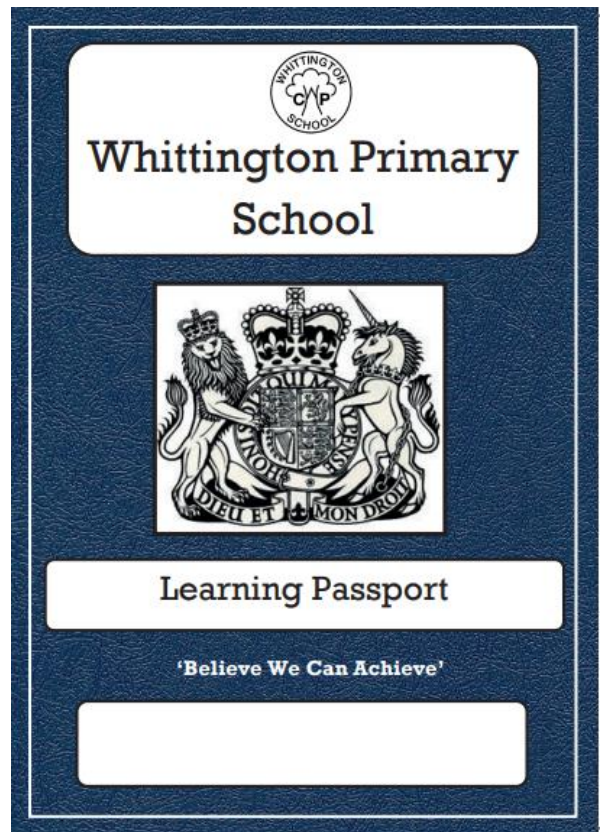 WHITTINGTON
CWP
SCHOOL
Whittington Primary
School
HONI SOIT QUI MAL Y PENSE
DIEU ET MON DROIT
Learning Passport
‘Believe We Can Achieve’